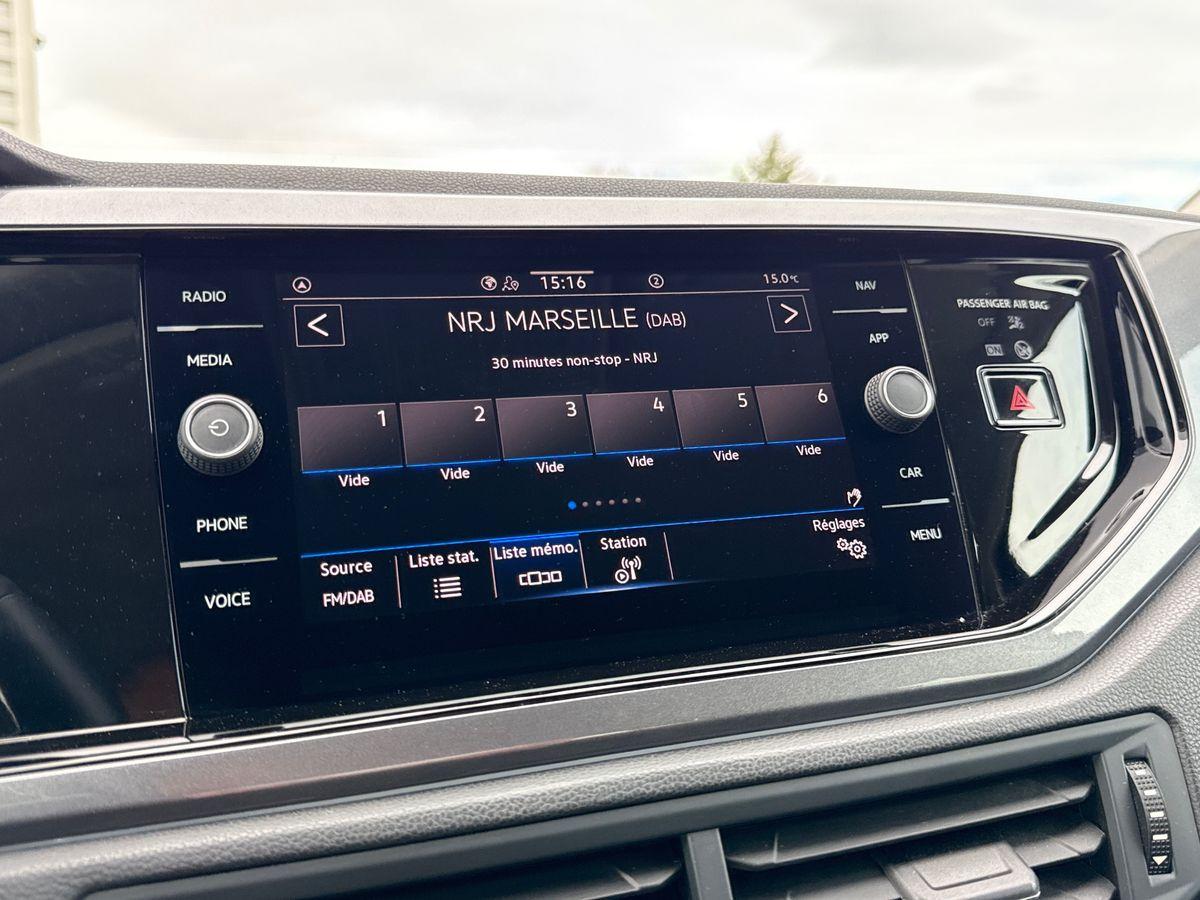 RADIO
MEDIA
PHONE
VOICE
15:16
2
15.0°C
< NRJ MARSEILLE (DAB) >
30 minutes non-stop - NRJ
1 2 3 4 5 6
Vide Vide Vide Vide Vide Vide
Réglages
Source Liste stat. Liste mémo. Station
FM/DAB
NAV
APP
CAR
MENU
PASSENGER AIR BAG
OFF
ON